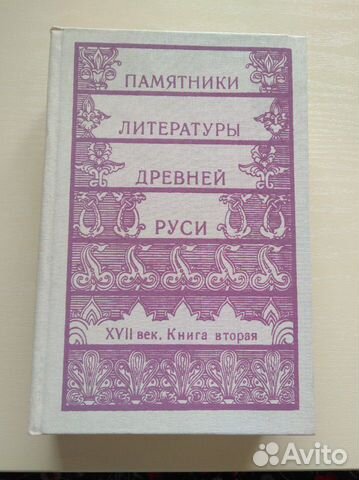 ПАМЯТНИКИ
ЛИТЕРАТУРЫ
ДРЕВНЕЙ
РУСИ
XVII век. Книга вторая
Avito